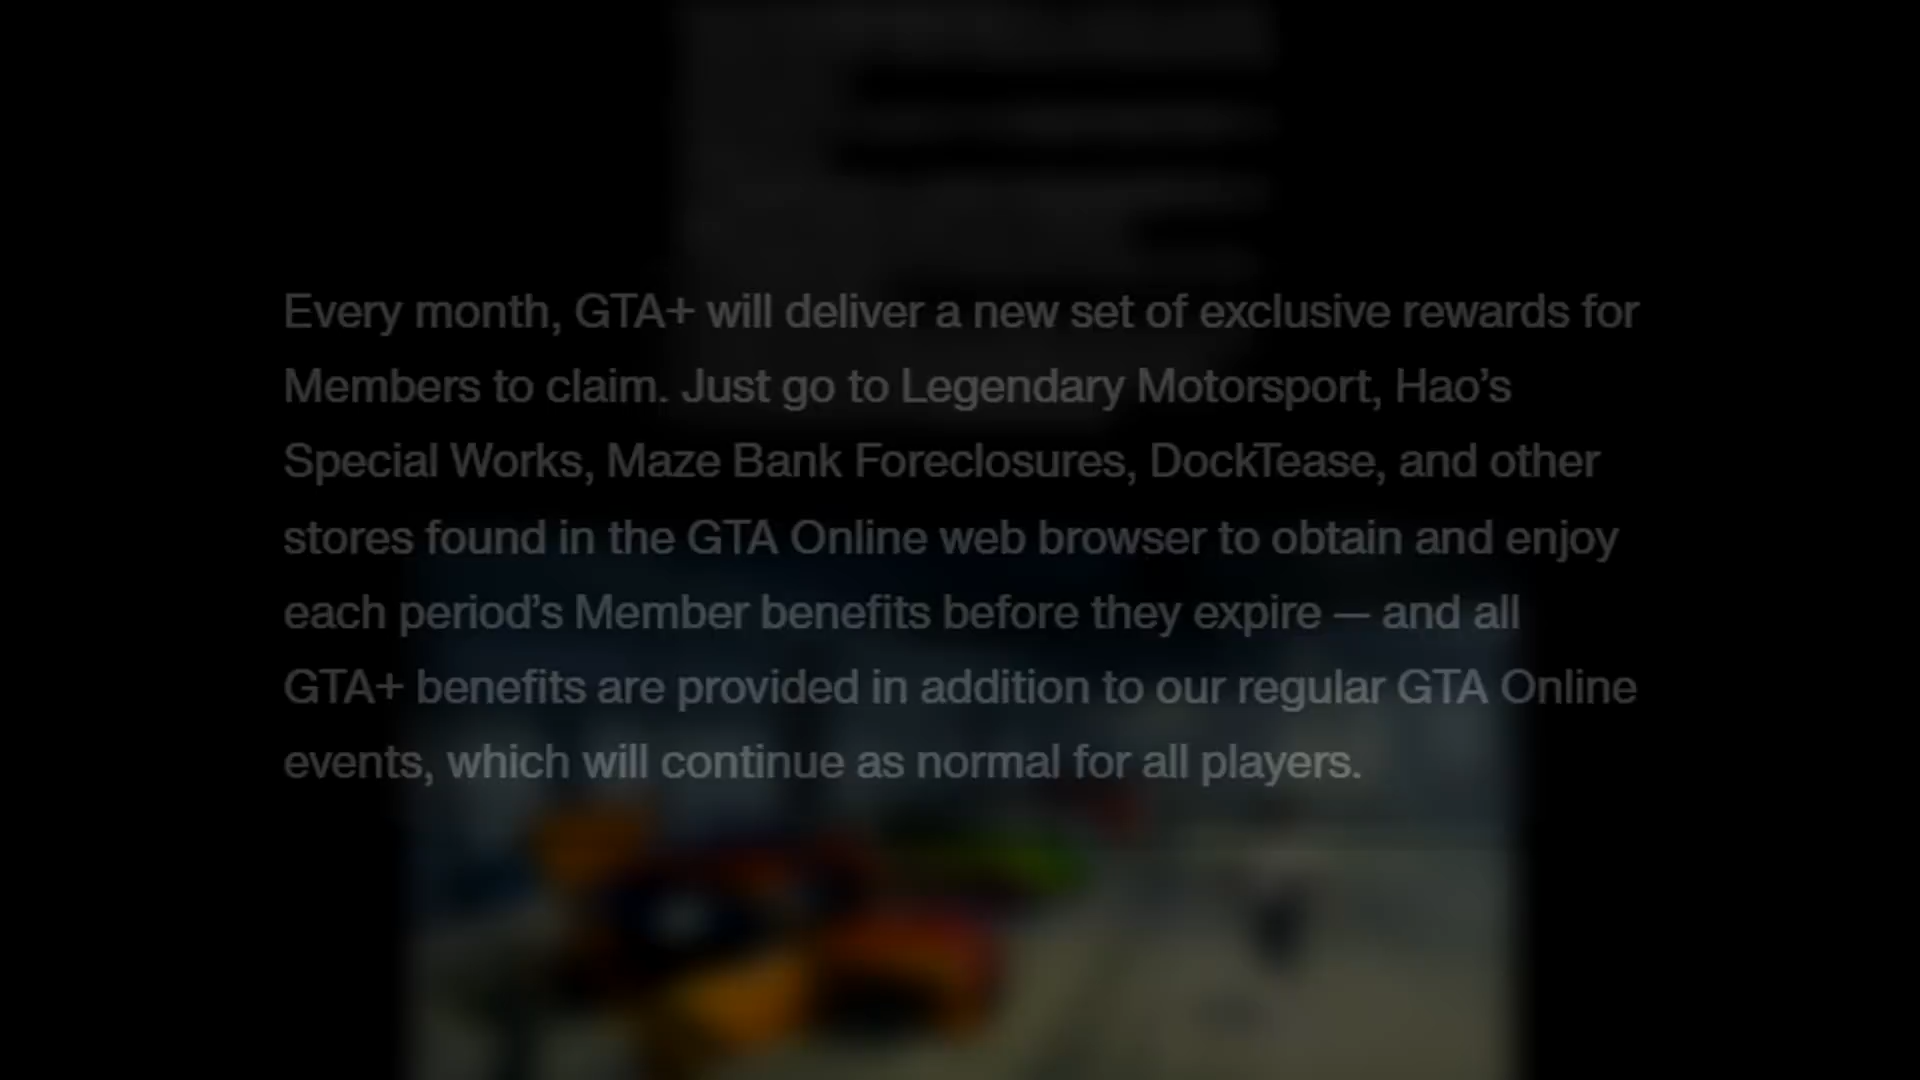 Every month, GTA+ will deliver a new set of exclusive rewards for
Members to claim. Just go to Legendary Motorsport, Hao’s
Special Works, Maze Bank Foreclosures, DockTease, and other
stores found in the GTA Online web browser to obtain and enjoy
each period’s Member benefits before they expire — and all
GTA+ benefits are provided in addition to our regular GTA Online
events, which will continue as normal for all players.